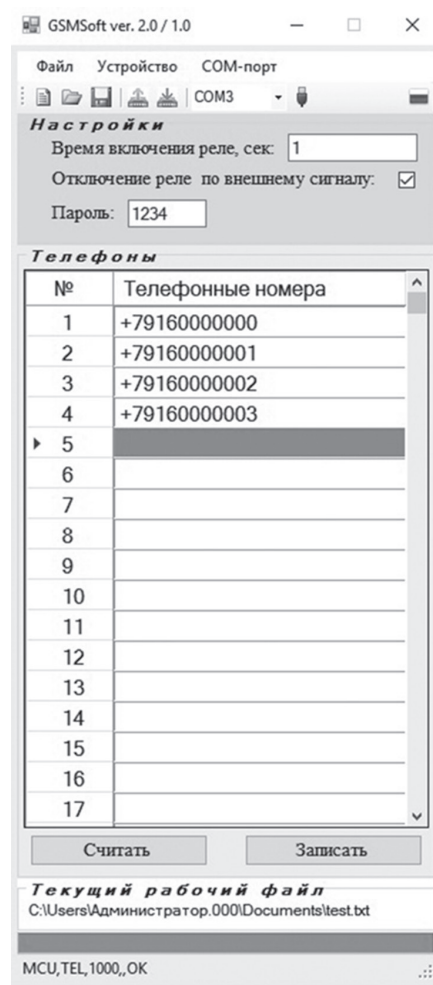 GSMSoft ver. 2.0 / 1.0
Файл Устройство COM-порт
COM3
Настройки
Время включения реле, сек: 1
Отключение реле по внешнему сигналу:
Пароль: 1234
Телефоны
№ Телефонные номера
1 +79160000000
2 +79160000001
3 +79160000002
4 +79160000003
5
6
7
8
9
10
11
12
13
14
15
16
17
Считать Записать
Текущий рабочий файл
C:\Users\Администратор.000\Documents\test.txt
MCU,TEL,1000,,OK